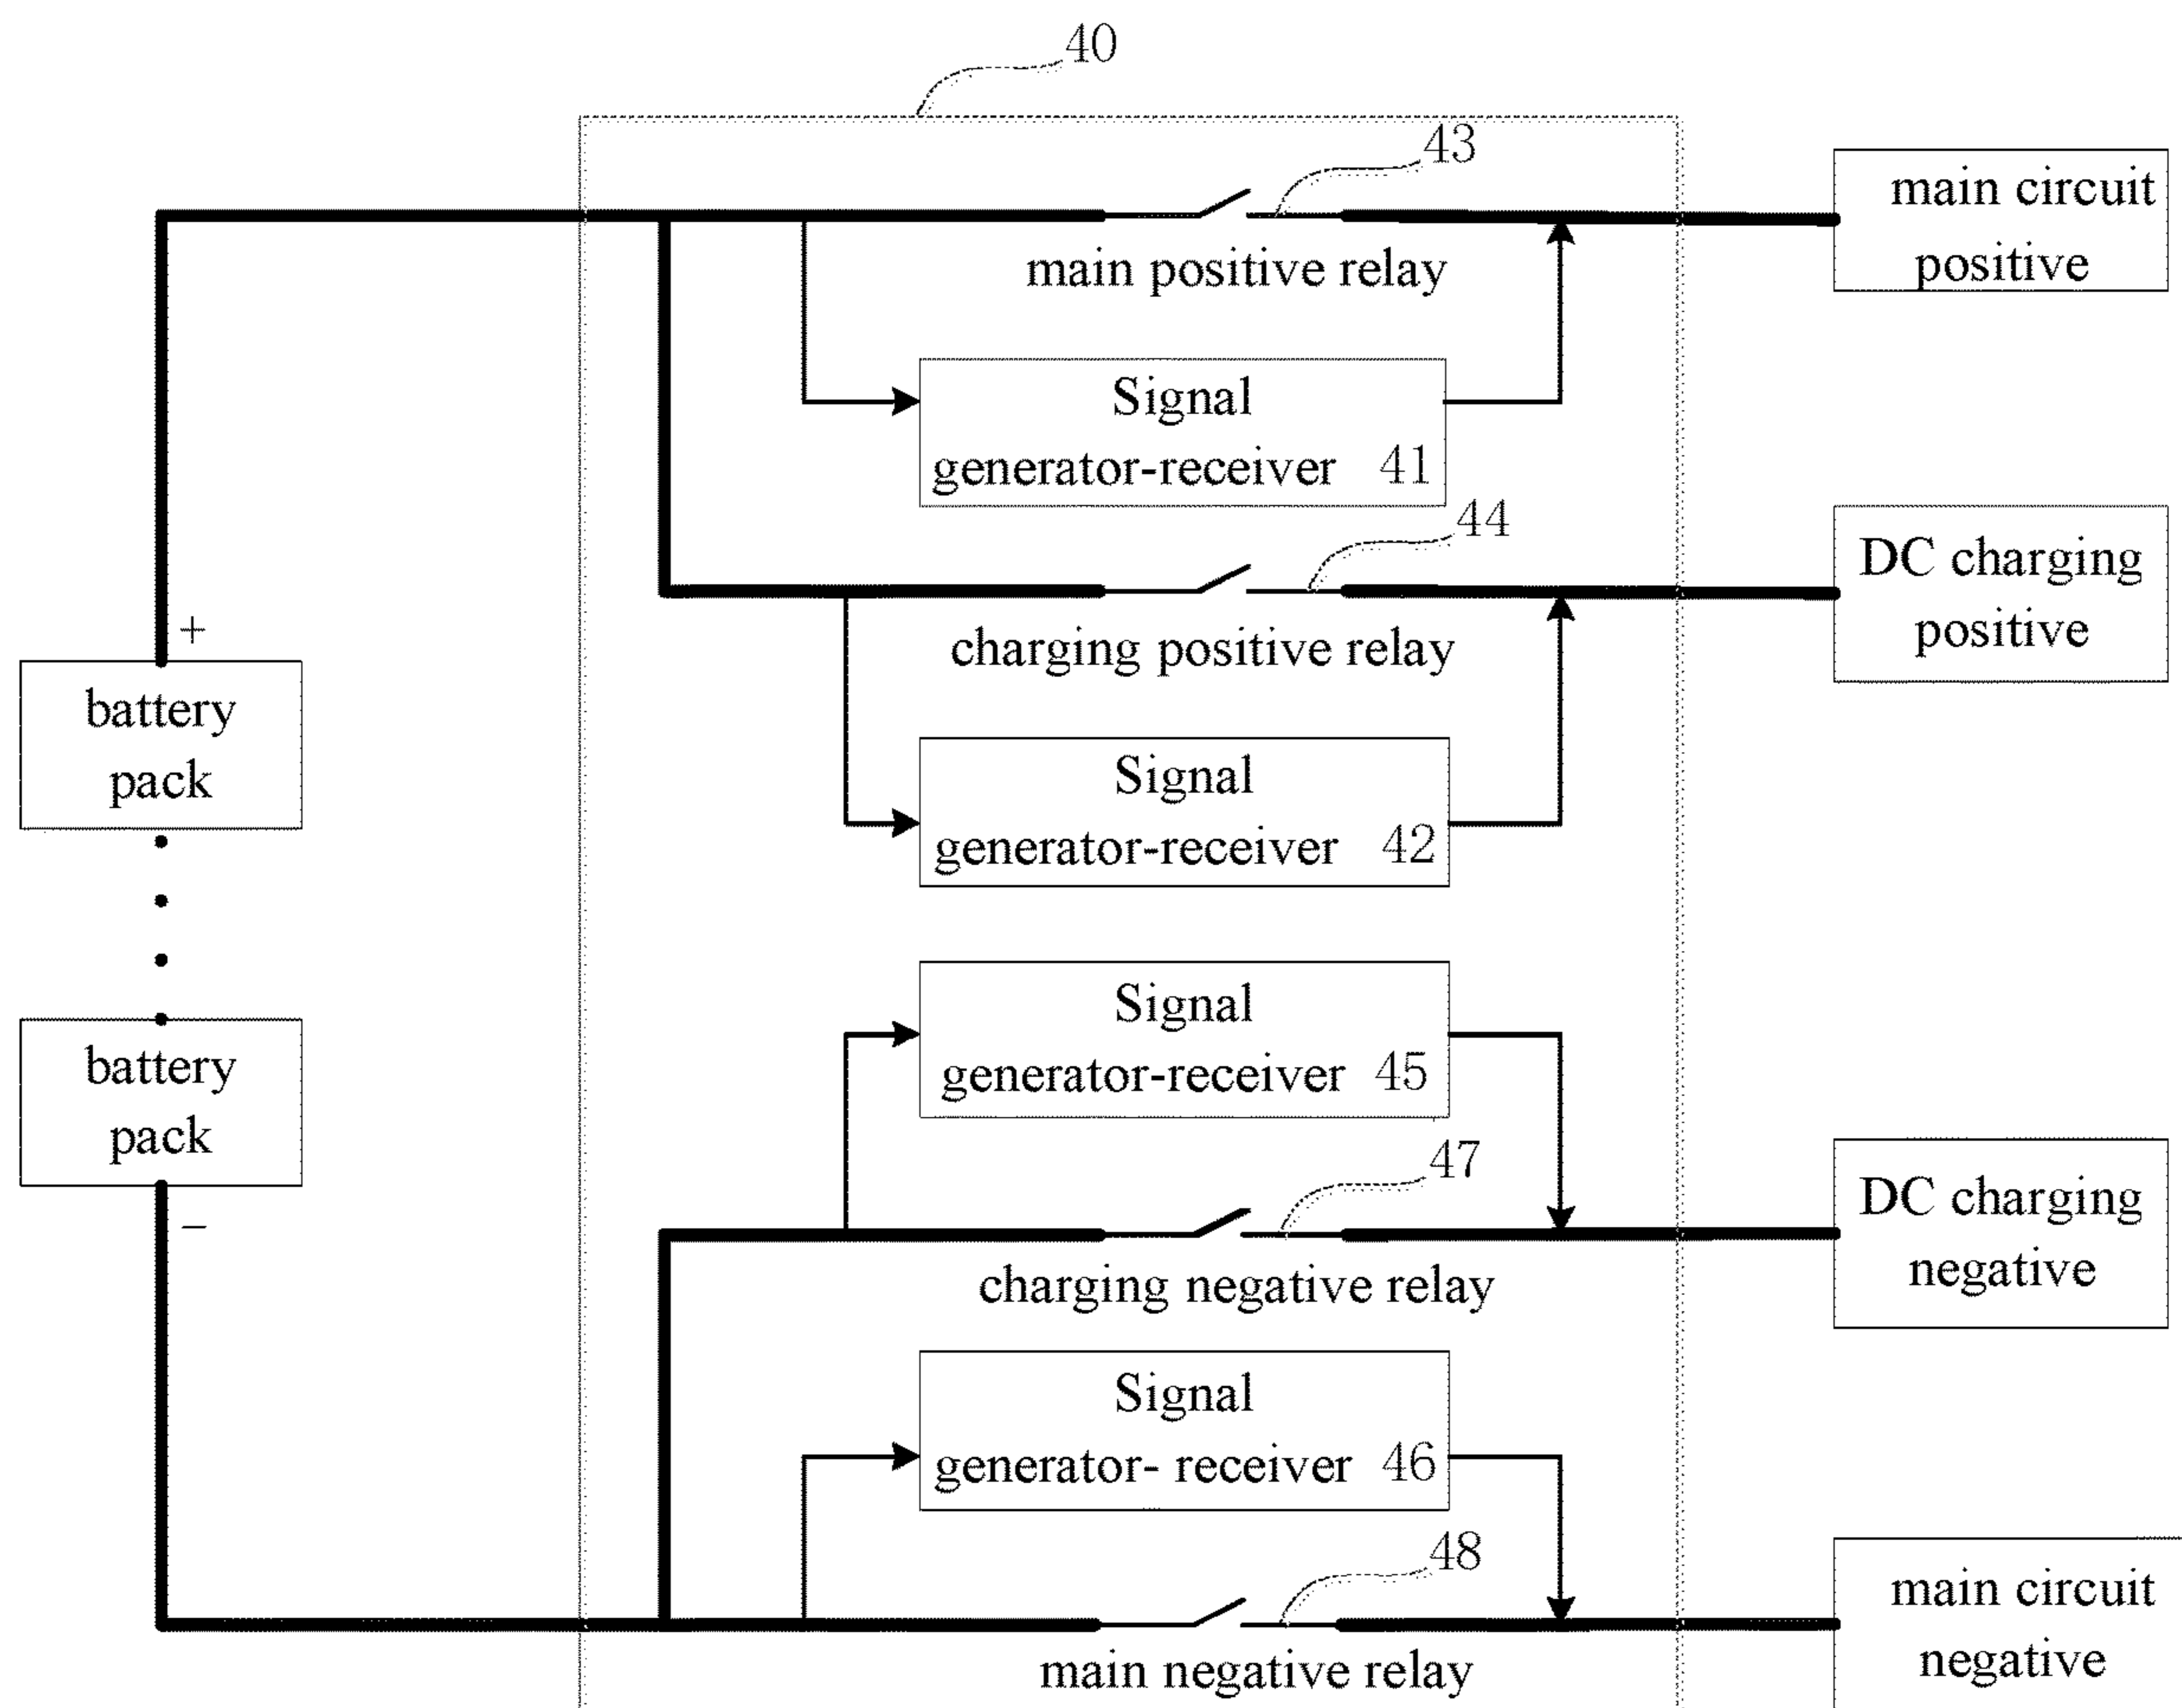 40
43
main circuit
positive
main positive relay
Signal
generator-receiver 41
44
DC charging
positive
charging positive relay
+
battery
pack
Signal
generator-receiver 42
Signal
generator-receiver 45
battery
pack
47
DC charging
negative
−
charging negative relay
Signal
generator- receiver 46
48
main circuit
negative
main negative relay